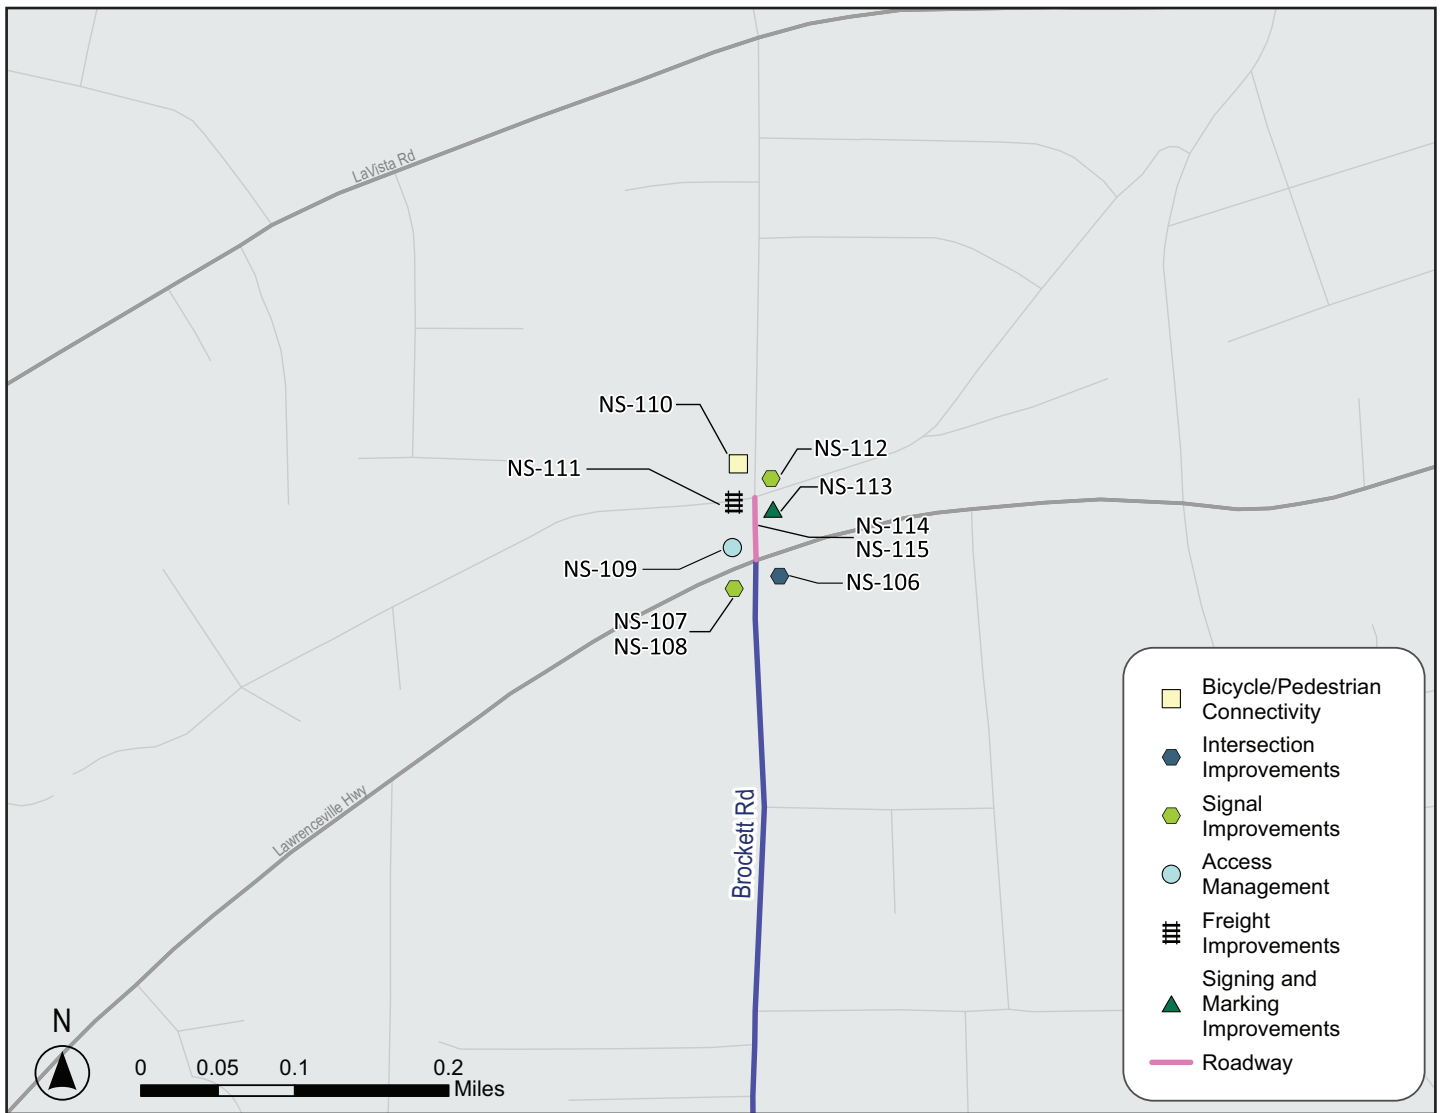 LaVista Rd
NS-110
NS-112
NS-111
NS-113
NS-114
NS-115
NS-109
NS-106
NS-107
NS-108
Brockett Rd
Lawrenceville Hwy
Bicycle/Pedestrian
Connectivity
Intersection
Improvements
Signal
Improvements
Access
Management
Freight
Improvements
Signing and
Marking
Improvements
Roadway
N
0 0.05 0.1 0.2
Miles